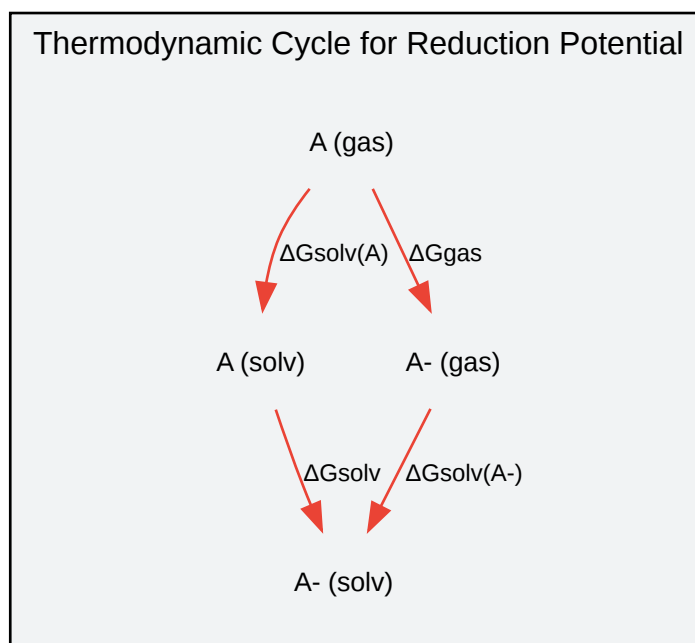 Thermodynamic Cycle for Reduction Potential
A (gas)
ΔGsolv(A)
ΔGgas
A (solv)
A- (gas)
ΔGsolv
ΔGsolv(A-)
A- (solv)